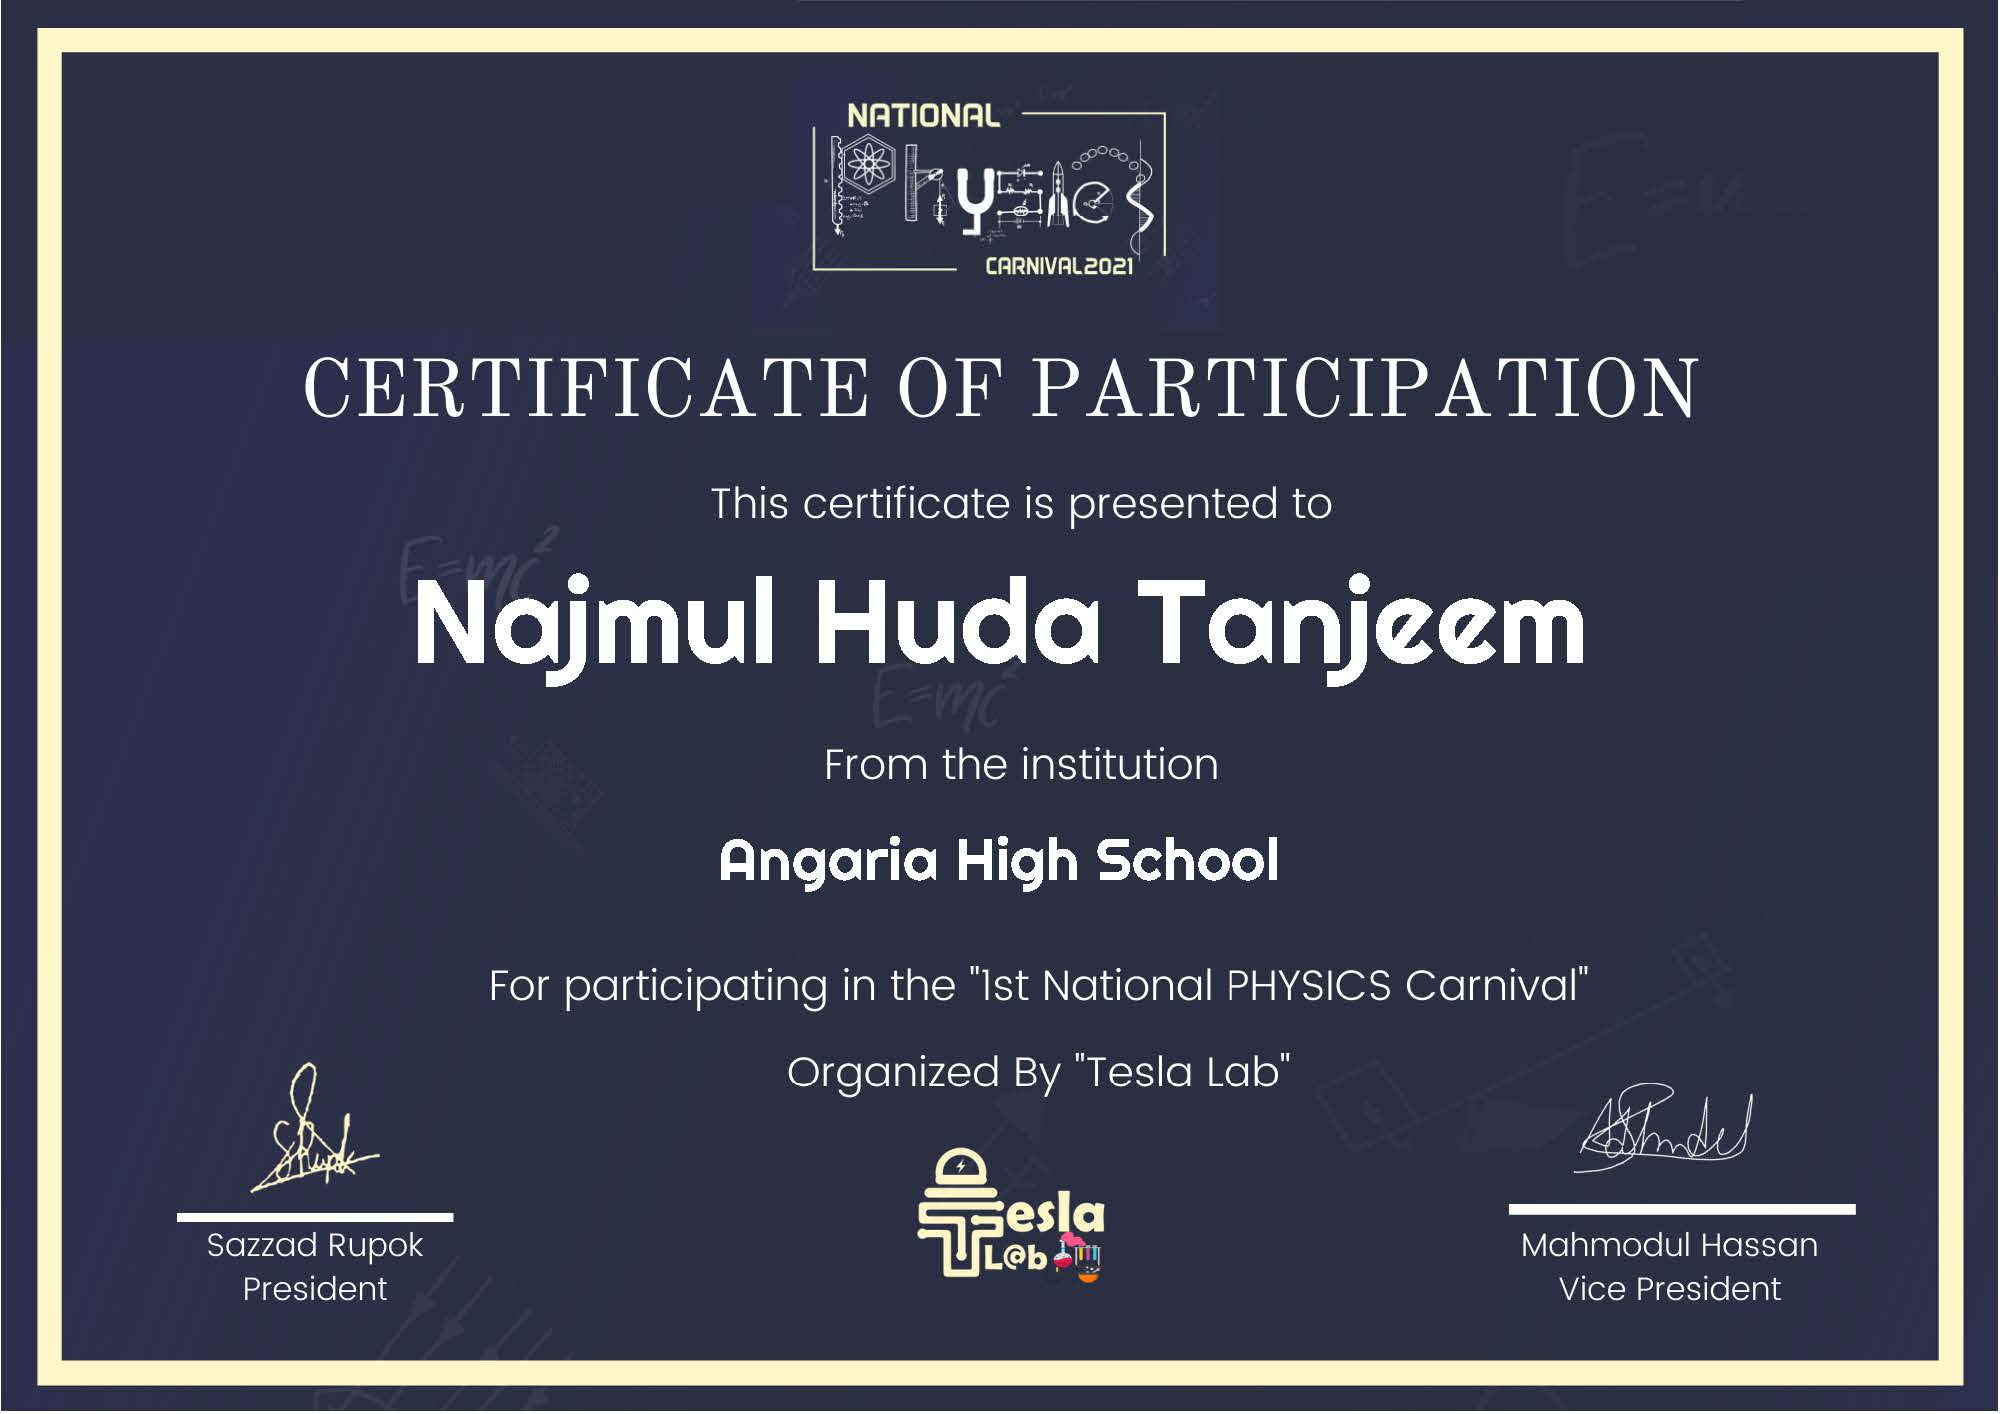 NATIONAL
Physics
CARNIVAL2021
CERTIFICATE OF PARTICIPATION
This certificate is presented to
E=mc²
Najmul Huda Tanjeem
E=mc²
From the institution
Angaria High School
For participating in the "1st National PHYSICS Carnival"
Organized By "Tesla Lab"
Tesla
L@b
Sazzad Rupok
President
Mahmodul Hassan
Vice President